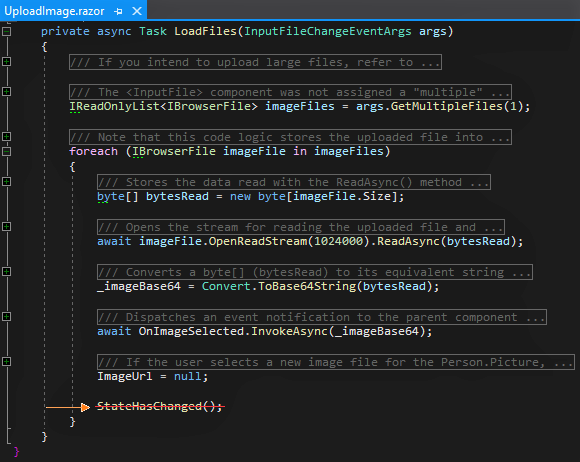 UploadImage.razor
private async Task LoadFiles(InputFileChangeEventArgs args)
{
/// If you intend to upload large files, refer to ...
/// The <InputFile> component was not assigned a "multiple" ...
IReadOnlyList<IBrowserFile> imageFiles = args.GetMultipleFiles(1);
/// Note that this code logic stores the uploaded file into ...
foreach (IBrowserFile imageFile in imageFiles)
{
/// Stores the data read with the ReadAsync() method ...
byte[] bytesRead = new byte[imageFile.Size];
/// Opens the stream for reading the uploaded file and ...
await imageFile.OpenReadStream(1024000).ReadAsync(bytesRead);
/// Converts a byte[] (bytesRead) to its equivalent string ...
_imageBase64 = Convert.ToBase64String(bytesRead);
/// Dispatches an event notification to the parent component ...
await OnImageSelected.InvokeAsync(_imageBase64);
/// If the user selects a new image file for the Person.Picture, ...
ImageUrl = null;
StateHasChanged();
}
}
}